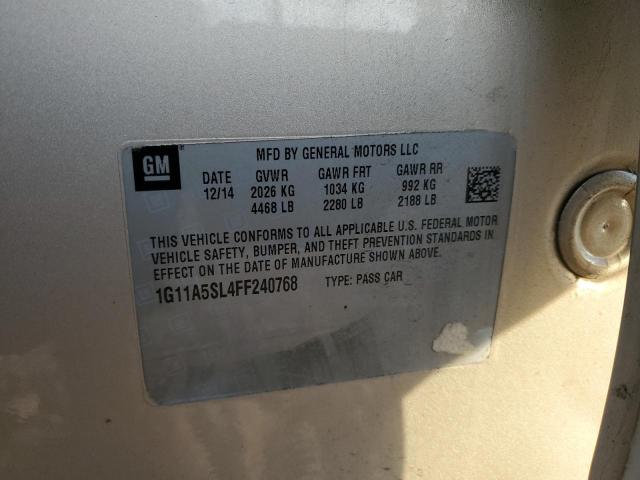 GM
MFD BY GENERAL MOTORS LLC
DATE GVWR GAWR FRT GAWR RR
12/14 2026 KG 1034 KG 992 KG
4468 LB 2280 LB 2188 LB
THIS VEHICLE CONFORMS TO ALL APPLICABLE U.S. FEDERAL MOTOR
VEHICLE SAFETY, BUMPER, AND THEFT PREVENTION STANDARDS IN
EFFECT ON THE DATE OF MANUFACTURE SHOWN ABOVE.
1G11A5SL4FF240768 TYPE: PASS CAR